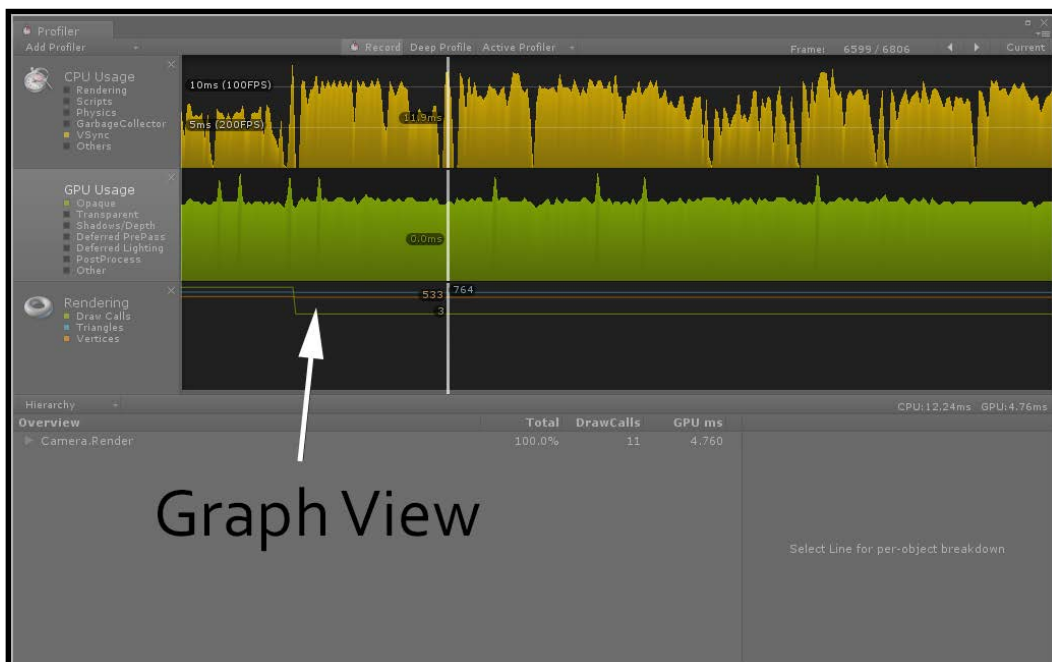 Profiler
Add Profiler
Record Deep Profile Active Profiler
Frame: 6599 / 6806
Current
CPU Usage
Rendering
Scripts
Physics
GarbageCollector
VSync
Others
10ms (100FPS)
5ms (200FPS)
11.9ms
GPU Usage
Opaque
Transparent
Shadows/Depth
Deferred PrePass
Deferred Lighting
PostProcess
Other
0.0ms
Rendering
Draw Calls
Triangles
Vertices
533
764
3
Hierarchy
CPU:12.24ms GPU:4.76ms
Overview Total DrawCalls GPU ms
Camera.Render 100.0% 11 4.760
Graph View
Select Line for per-object breakdown